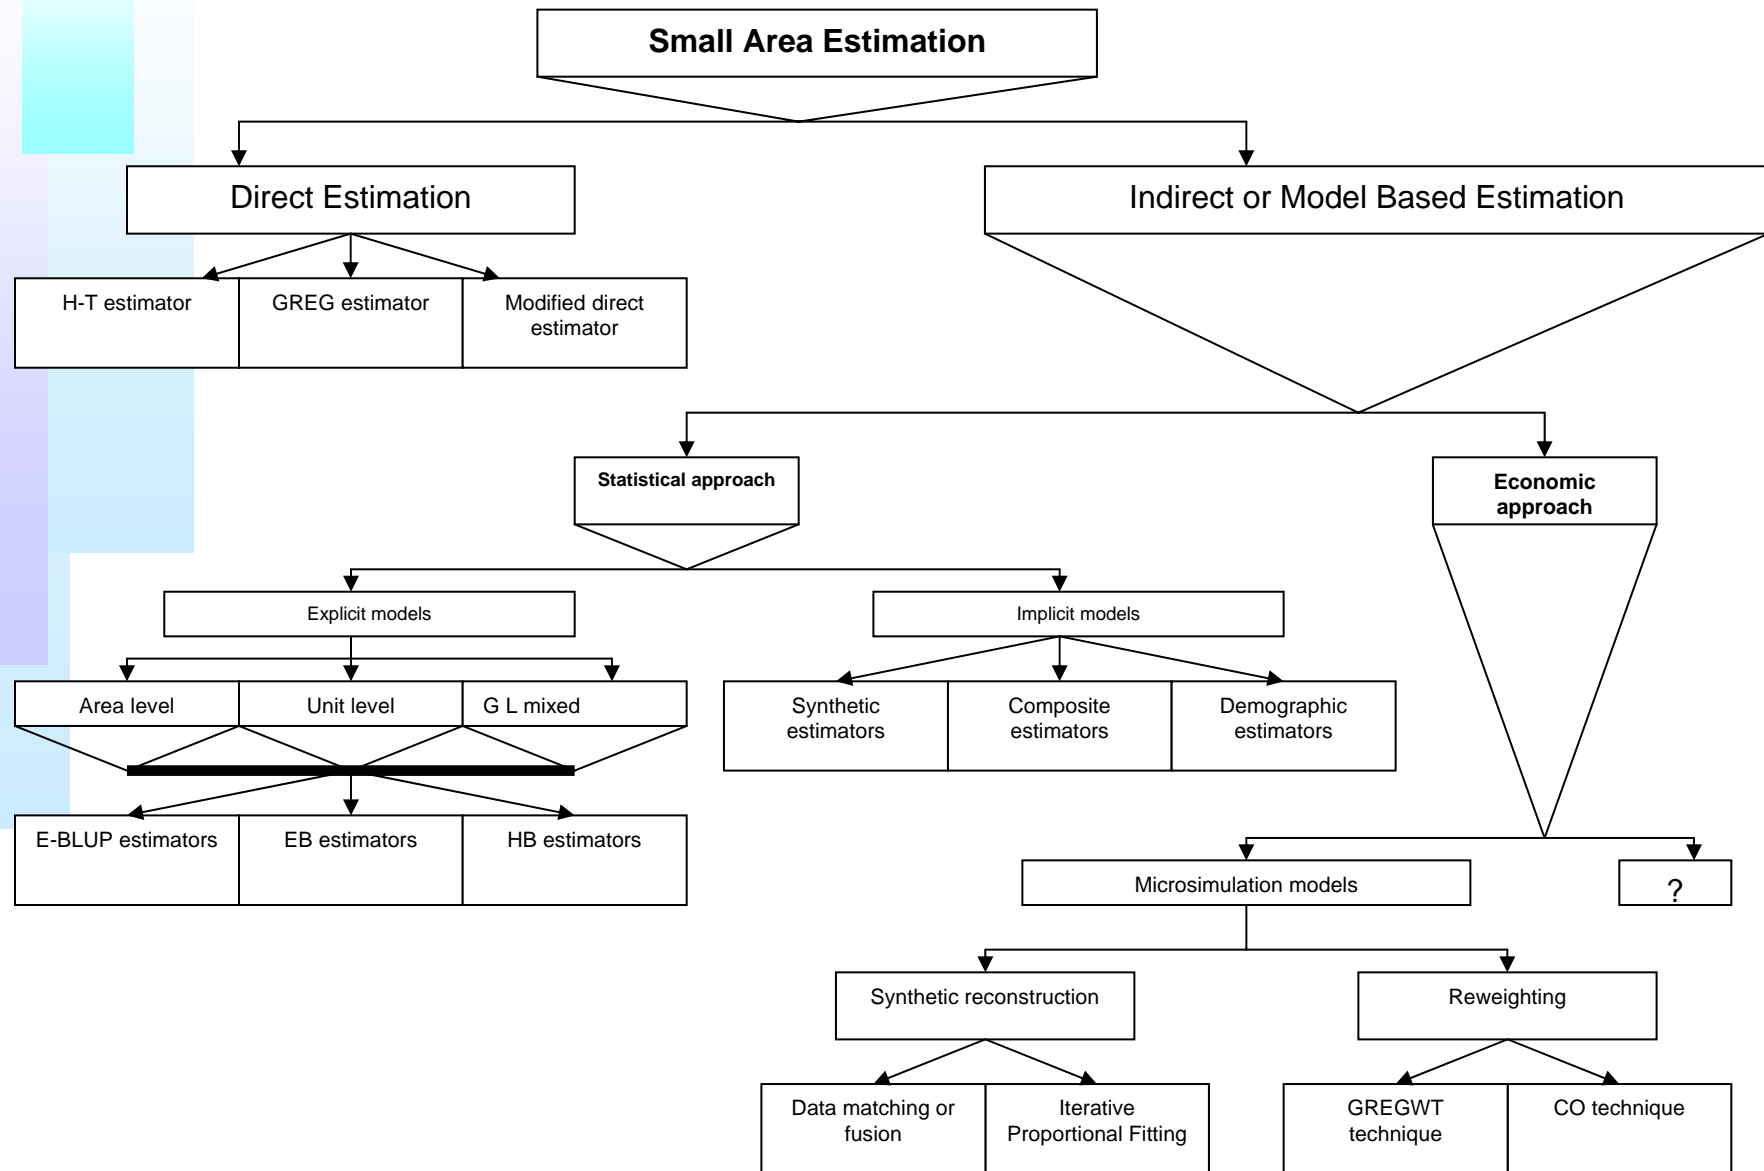 Small Area Estimation
Direct Estimation
Indirect or Model Based Estimation
H-T estimator
GREG estimator
Modified direct
estimator
Statistical approach
Economic
approach
Explicit models
Implicit models
Area level
Unit level
G L mixed
Synthetic
estimators
Composite
estimators
Demographic
estimators
E-BLUP estimators
EB estimators
HB estimators
Microsimulation models
?
Synthetic reconstruction
Reweighting
Data matching or
fusion
Iterative
Proportional Fitting
GREGWT
technique
CO technique